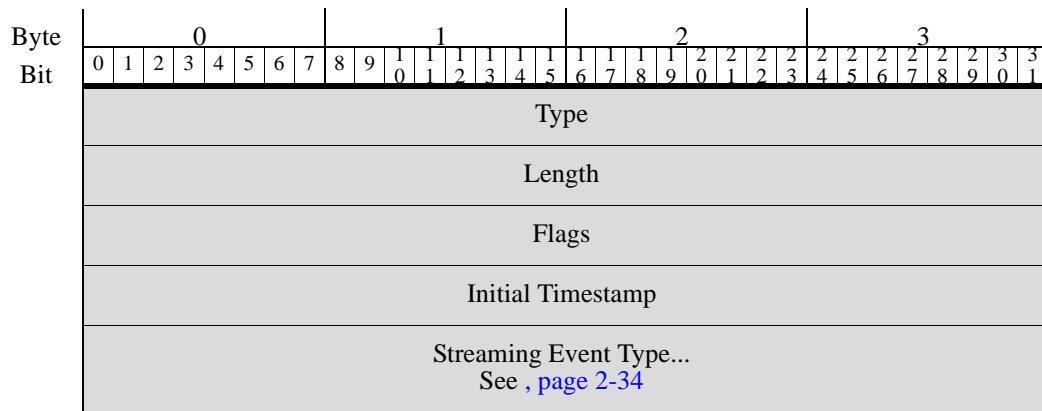 Byte 0 1 2 3
Bit 0 1 2 3 4 5 6 7 8 9 10 11 12 13 14 15 16 17 18 19 20 21 22 23 24 25 26 27 28 29 30 31
Type
Length
Flags
Initial Timestamp
Streaming Event Type...
See , page 2-34